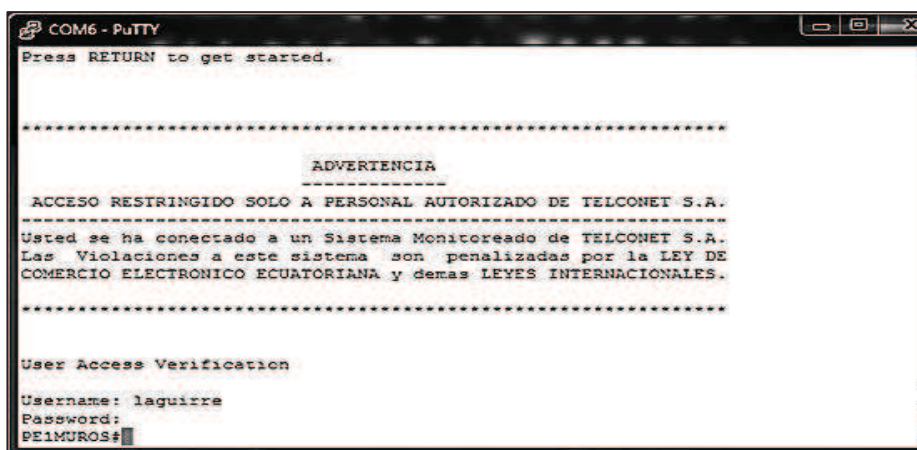 COM6 - PuTTY
Press RETURN to get started.
****************************************************************
ADVERTENCIA
-------------
ACCESO RESTRINGIDO SOLO A PERSONAL AUTORIZADO DE TELCONET S.A.
----------------------------------------------------------------
Usted se ha conectado a un Sistema Monitoreado de TELCONET S.A.
Las Violaciones a este sistema son penalizadas por la LEY DE
COMERCIO ELECTRONICO ECUATORIANA y demas LEYES INTERNACIONALES.
****************************************************************
User Access Verification
Username: laguirre
Password:
PE1MUROS#